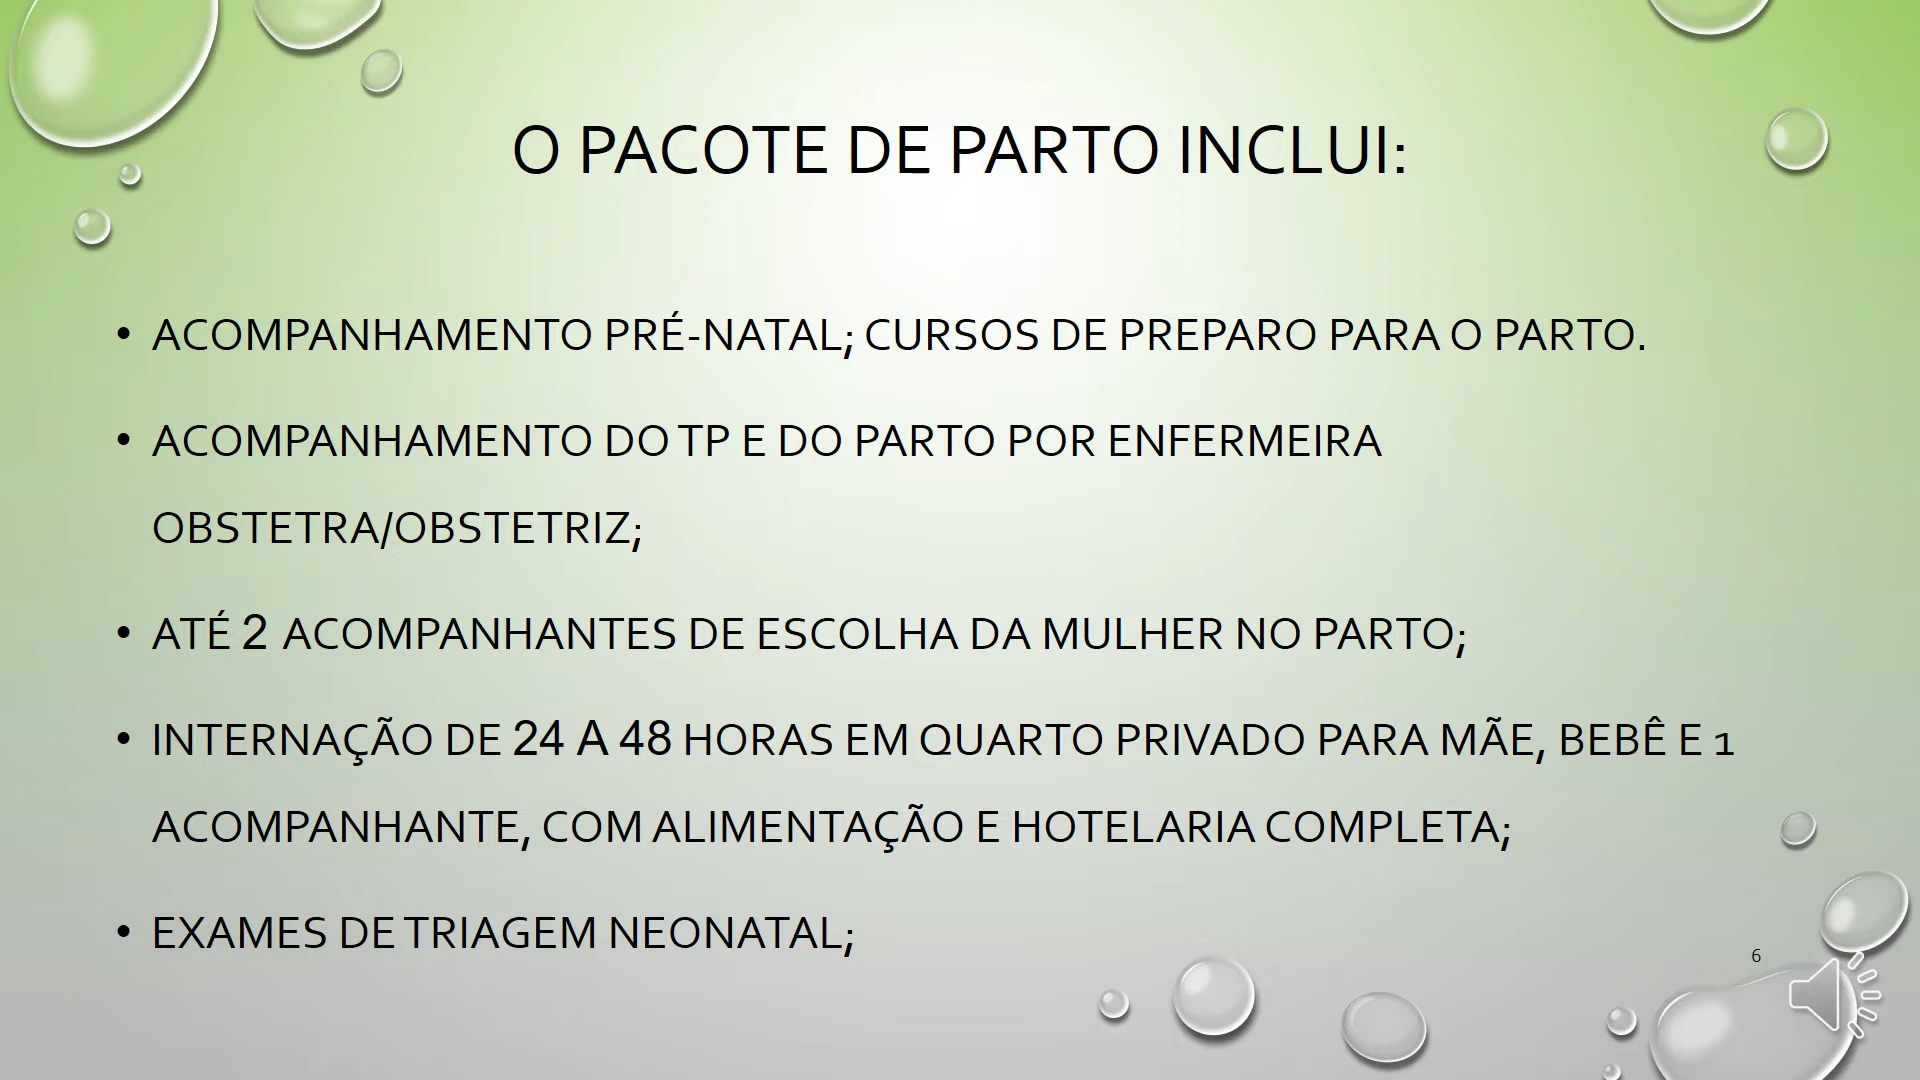 O PACOTE DE PARTO INCLUI:
• ACOMPANHAMENTO PRÉ-NATAL; CURSOS DE PREPARO PARA O PARTO.
• ACOMPANHAMENTO DO TP E DO PARTO POR ENFERMEIRA
OBSTETRA/OBSTETRIZ;
• ATÉ 2 ACOMPANHANTES DE ESCOLHA DA MULHER NO PARTO;
• INTERNAÇÃO DE 24 A 48 HORAS EM QUARTO PRIVADO PARA MÃE, BEBÊ E 1
ACOMPANHANTE, COM ALIMENTAÇÃO E HOTELARIA COMPLETA;
• EXAMES DE TRIAGEM NEONATAL;
6